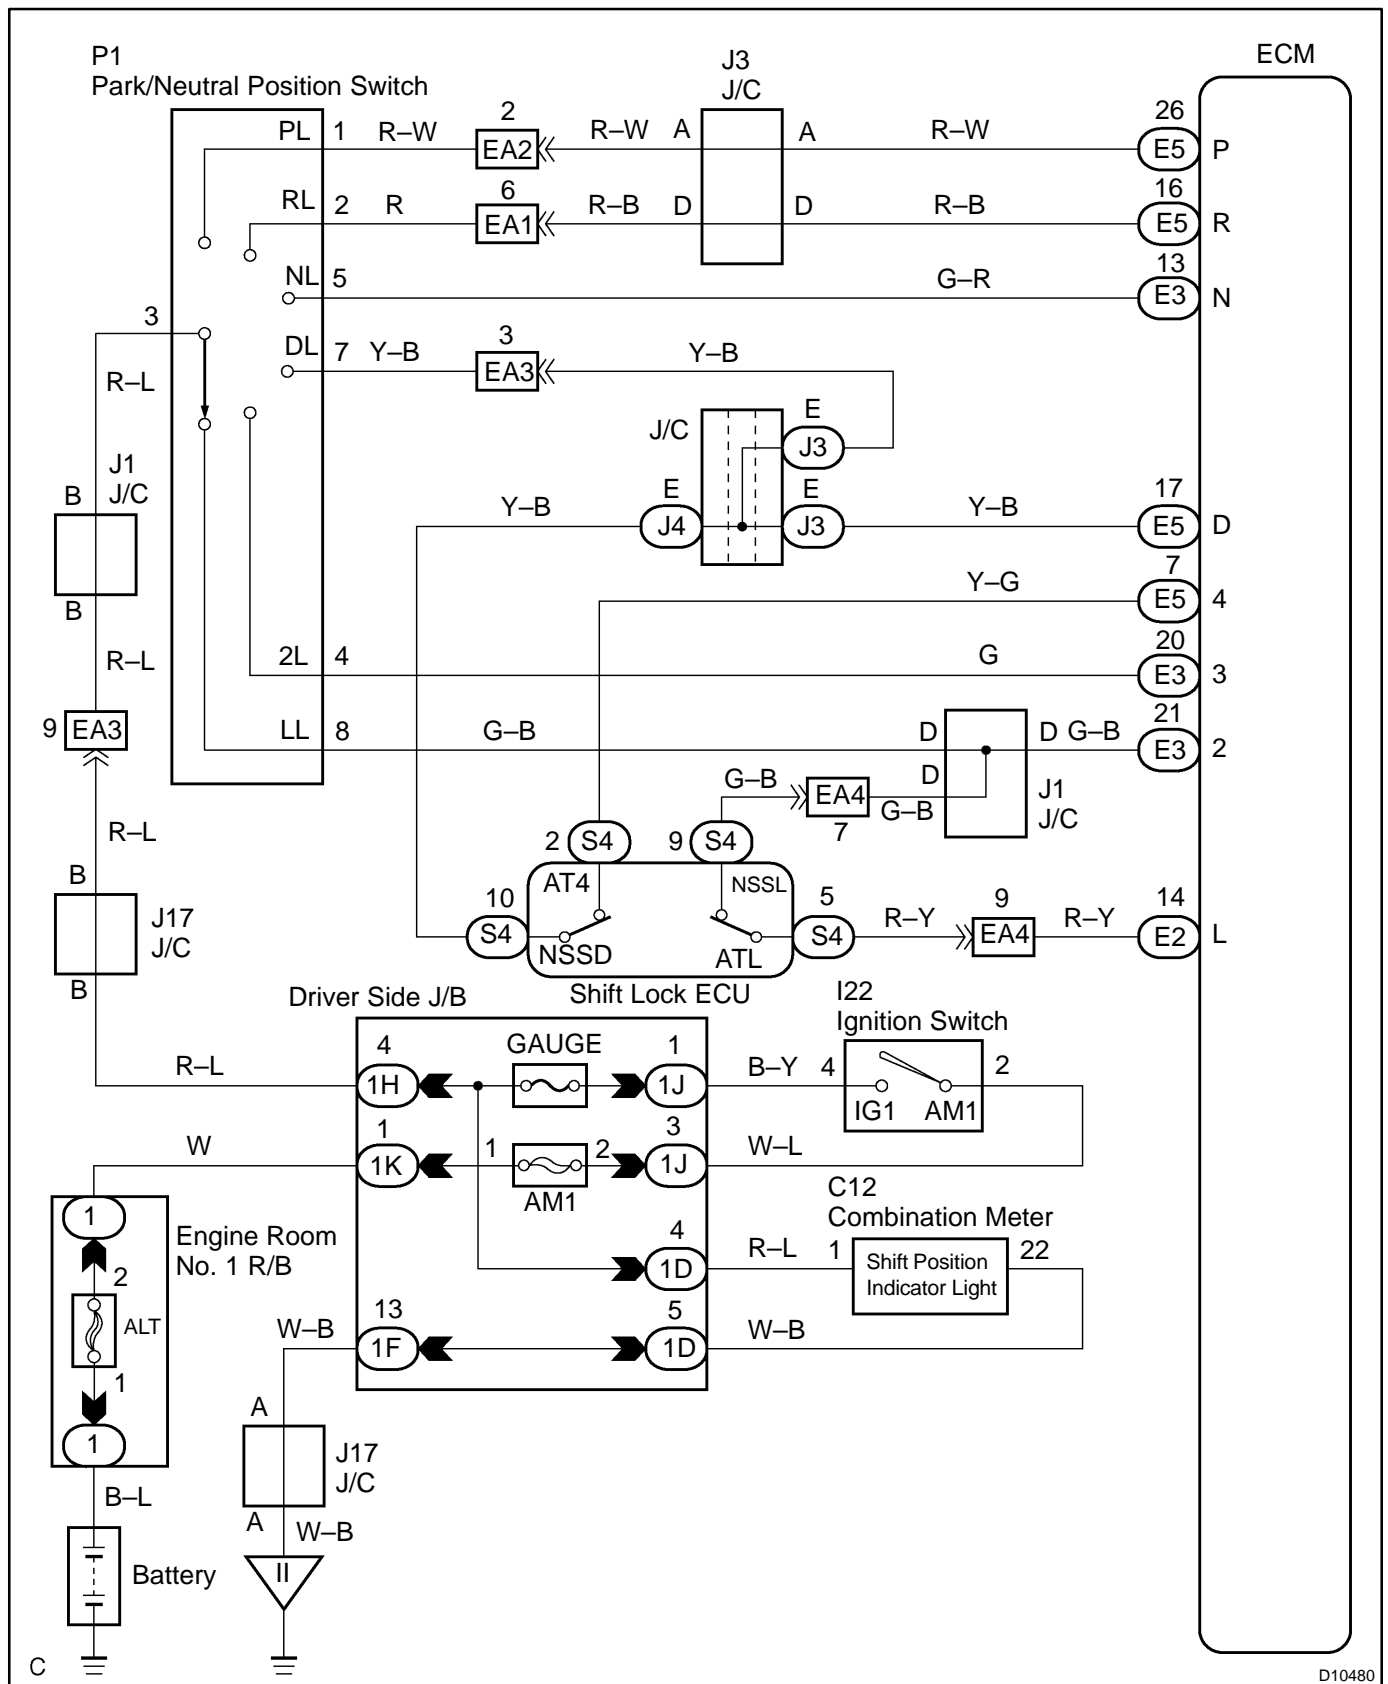 P1
Park/Neutral Position Switch
J3
J/C
ECM
PL 1 R–W 2 EA2 R–W A A R–W 26 E5 P
RL 2 R 6 EA1 R–B D D R–B 16 E5 R
NL 5 G–R 13 E3 N
3
DL 7 Y–B 3 EA3 Y–B
R–L
J/C E J3
J1
J/C
B
B
Y–B E J4 E J3 Y–B 17 E5 D
Y–G 7 E5 4
R–L
2L 4 G 20 E3 3
9 EA3
LL 8 G–B D D G–B 21 E3 2
D
G–B EA4 G–B
7
J1
J/C
R–L
2 S4 9 S4
B
J17
J/C
B
AT4 NSSL
10 S4 NSSD ATL 5 S4 R–Y 9 EA4 R–Y 14 E2 L
Shift Lock ECU
Driver Side J/B
I22
Ignition Switch
R–L 4 1H GAUGE 1 1J B–Y 4 2
IG1 AM1
W 1 1K 1 2 3 1J W–L
AM1
C12
Combination Meter
1
Engine Room
No. 1 R/B
2
ALT
1
1
4 1D R–L 1 22
Shift Position
Indicator Light
W–B 13 1F 5 1D W–B
A
J17
J/C
A
B–L
W–B
Battery
II
C
D10480